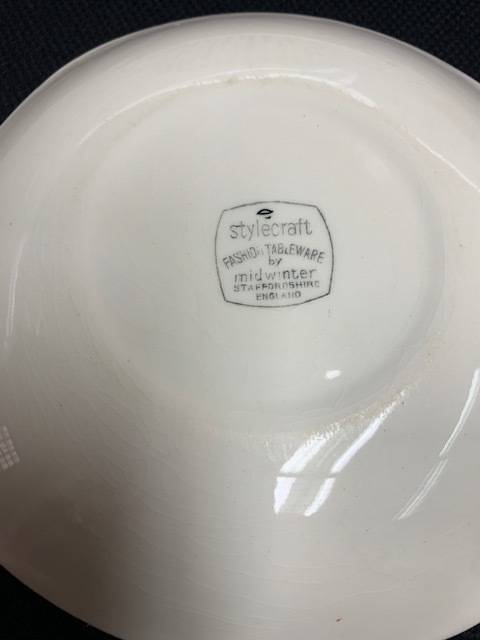 stylecraft
FASHION TABLEWARE
by
midwinter
STAFFORDSHIRE
ENGLAND